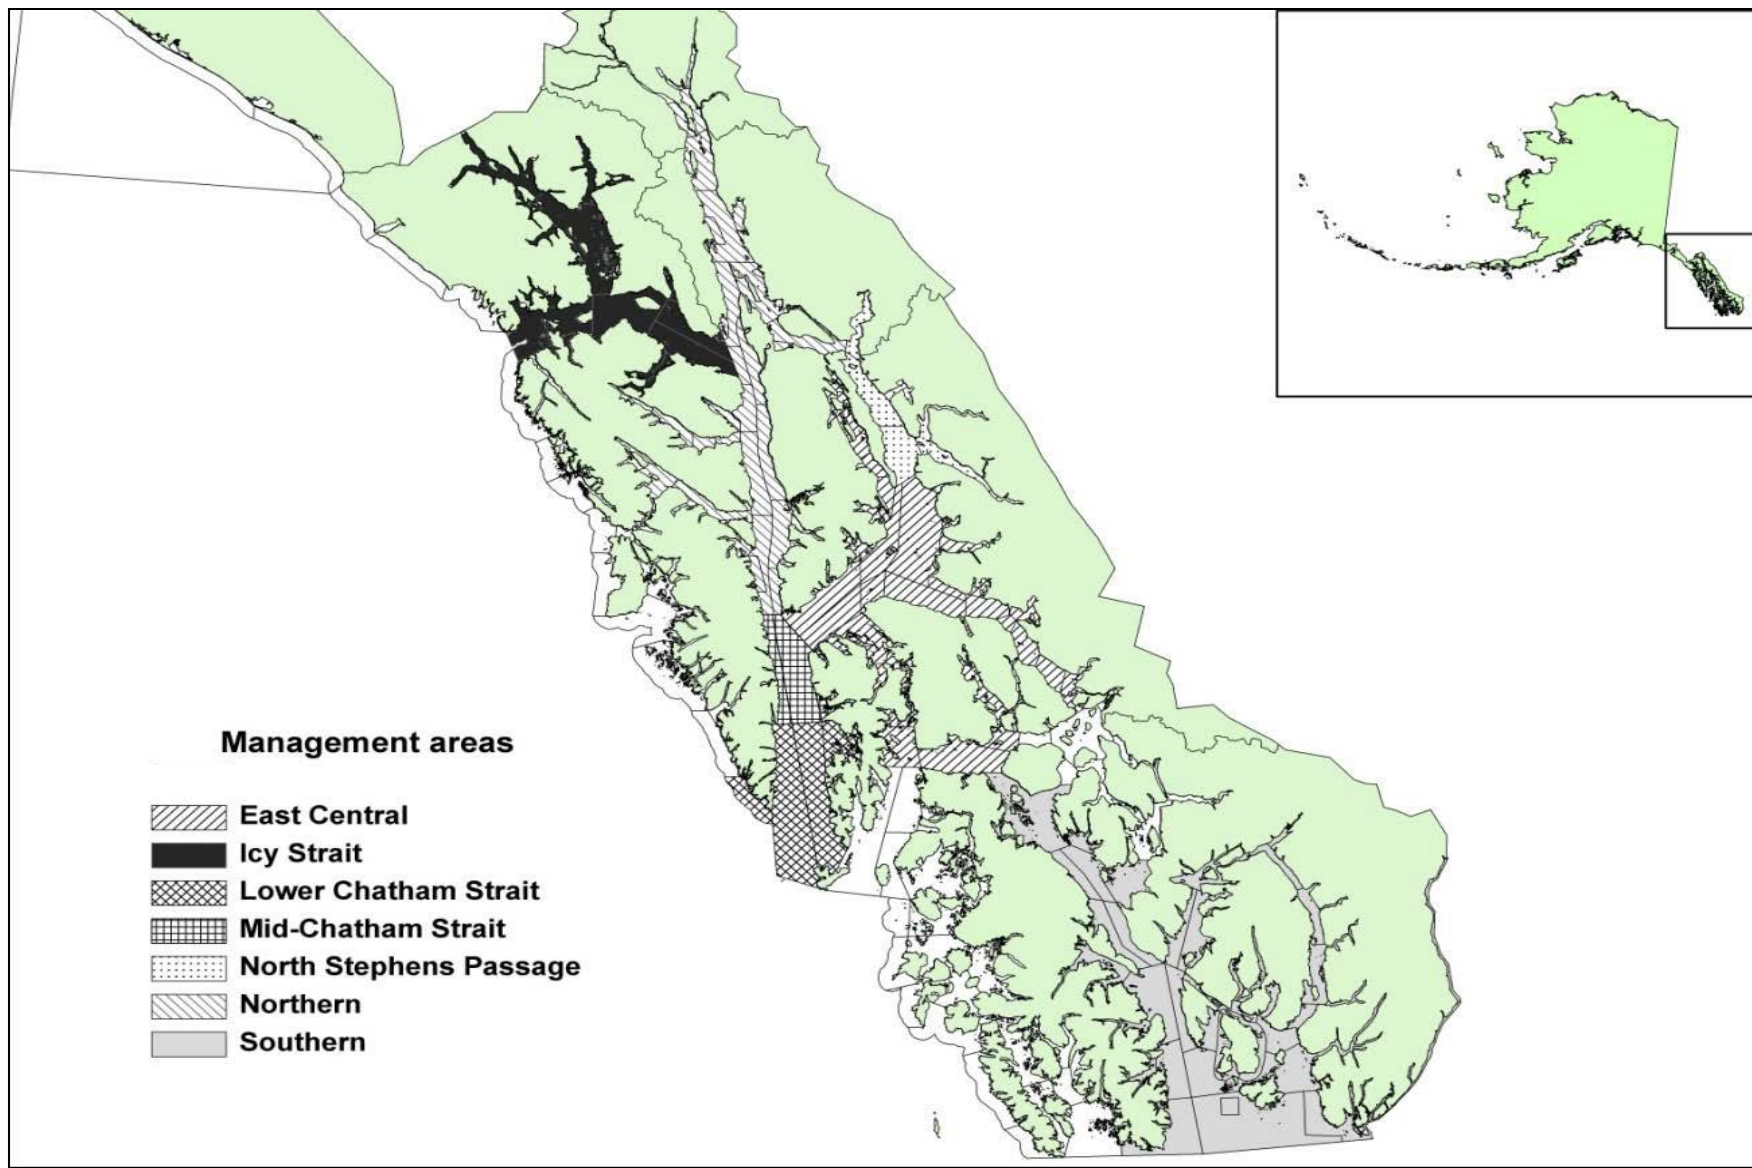 Management areas
East Central
Icy Strait
Lower Chatham Strait
Mid-Chatham Strait
North Stephens Passage
Northern
Southern